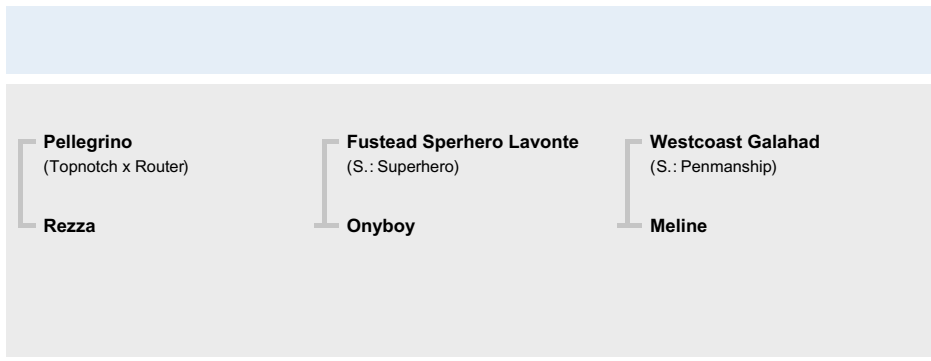 Pellegrino
(Topnotch x Router)
Rezza
Fustead Sperhero Lavonte
(S.: Superhero)
Onyboy
Westcoast Galahad
(S.: Penmanship)
Meline